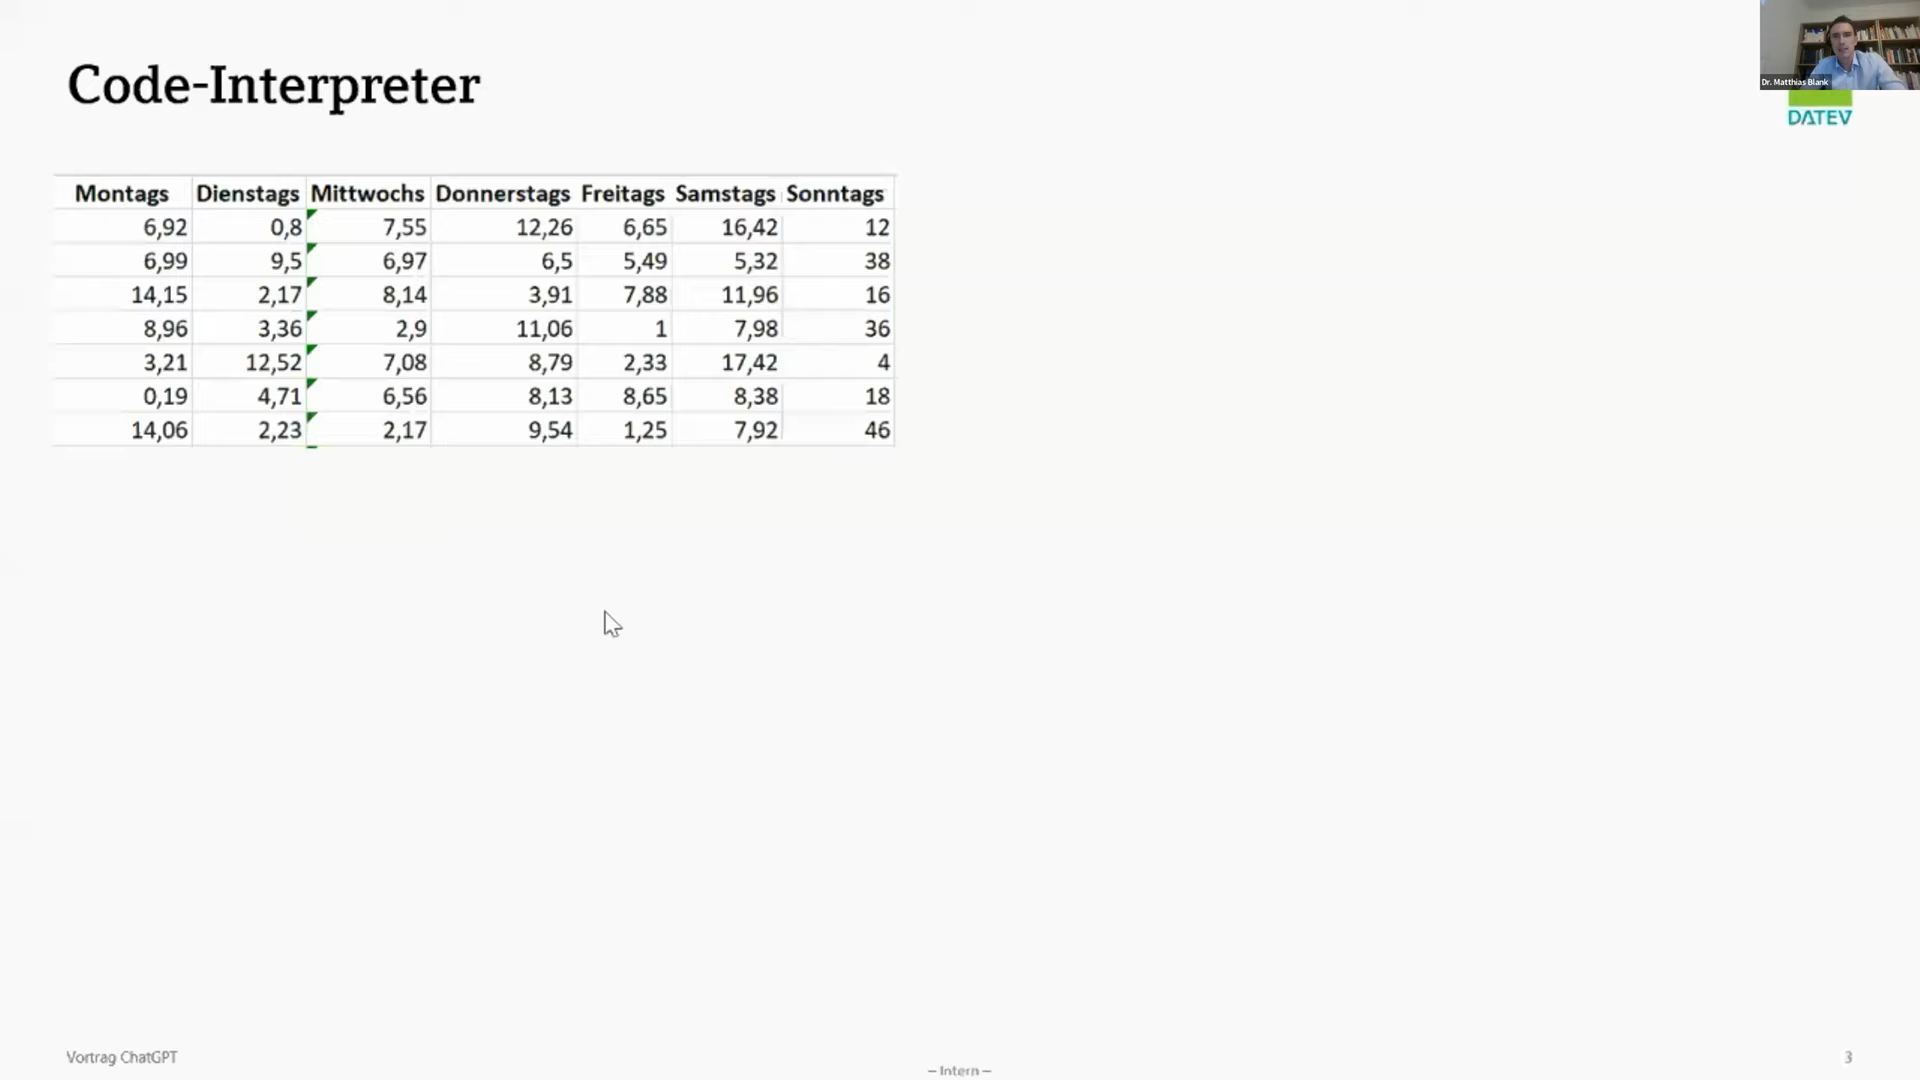 Code-Interpreter
Dr. Matthias Blank
DATEV
Montags Dienstags Mittwochs Donnerstags Freitags Samstags Sonntags
6,92 0,8 7,55 12,26 6,65 16,42 12
6,99 9,5 6,97 6,5 5,49 5,32 38
14,15 2,17 8,14 3,91 7,88 11,96 16
8,96 3,36 2,9 11,06 1 7,98 36
3,21 12,52 7,08 8,79 2,33 17,42 4
0,19 4,71 6,56 8,13 8,65 8,38 18
14,06 2,23 2,17 9,54 1,25 7,92 46
Vortrag ChatGPT
– Intern –
3